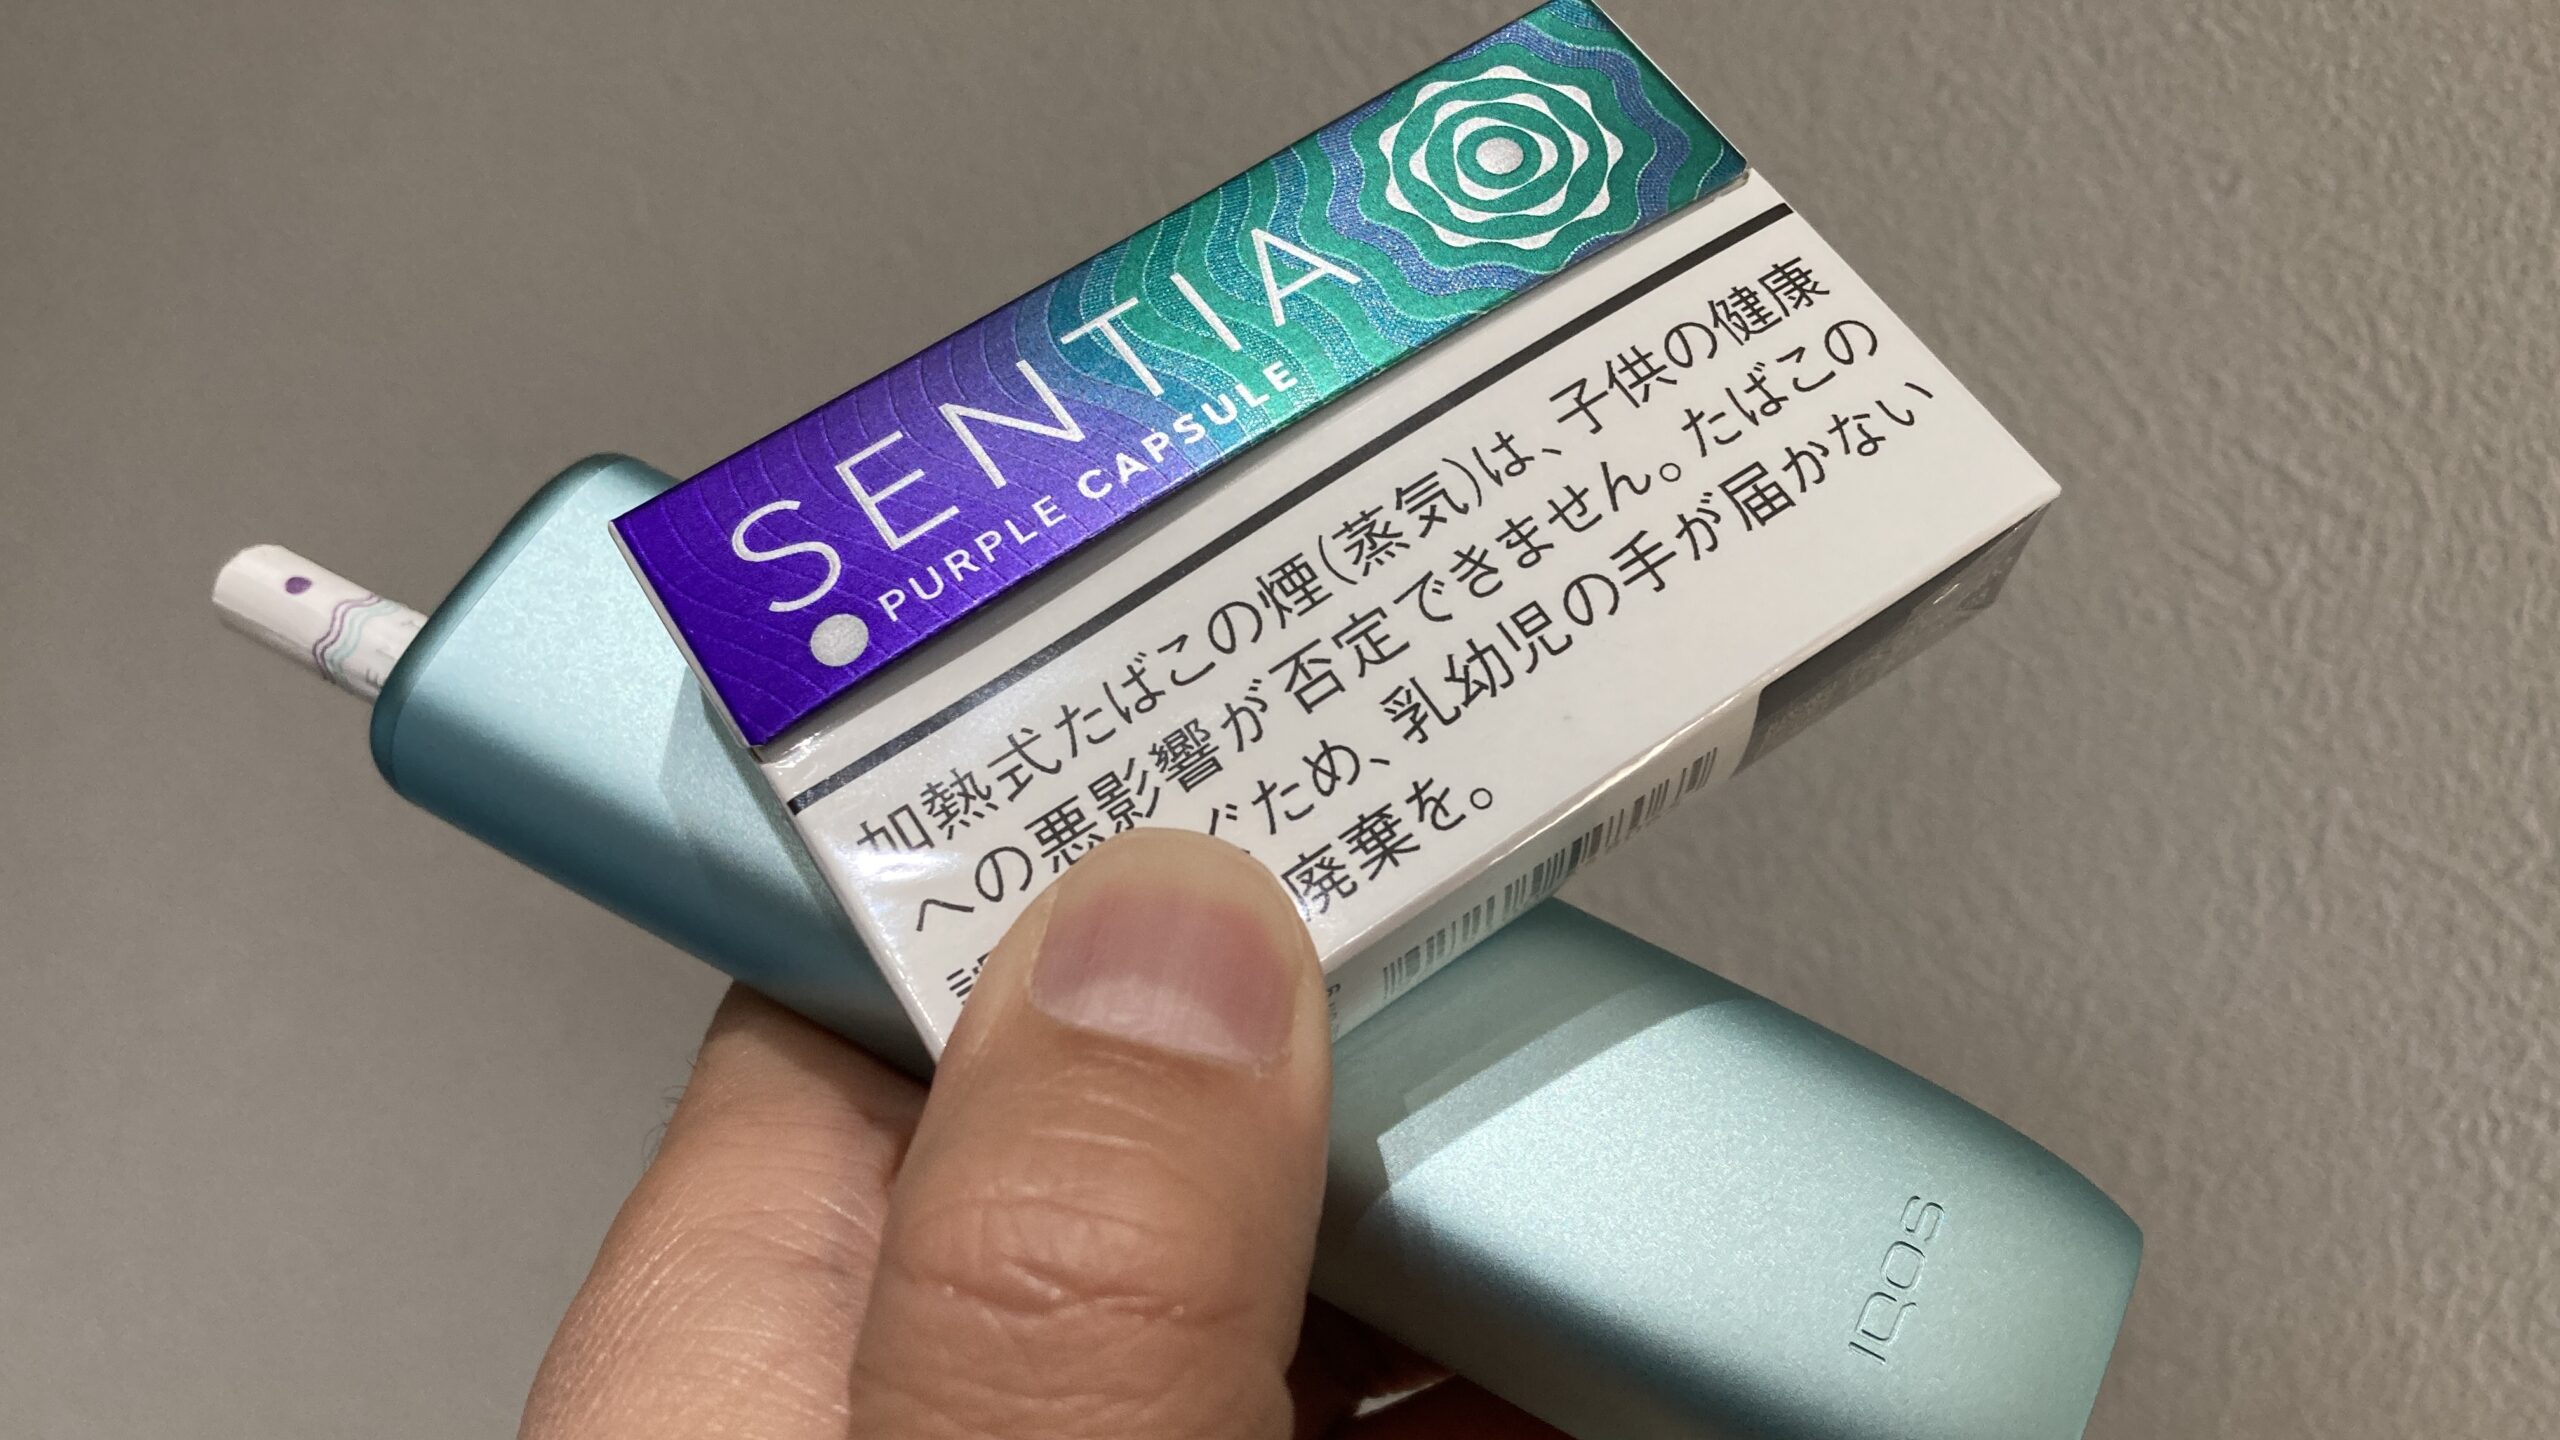 SENTIA
PURPLE CAPSULE
加熱式たばこの煙(蒸気)は、子供の健康
への悪影響が否定できません。たばこの
ぐため、乳幼児の手が届かない
廃棄を。
IQOS